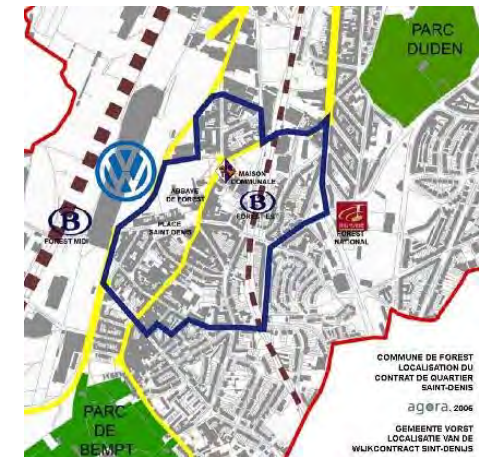 PARC
DUDEN
MAISON
COMMUNALE
ABBAYE
DE FOREST
B
FOREST EST
PLACE
SAINT DENIS
B
FOREST MIDI
FOREST
NATIONAL
COMMUNE DE FOREST
LOCALISATION DU
CONTRAT DE QUARTIER
SAINT-DENIS
agora. 2006
GEMEENTE VORST
LOCALISATIE VAN DE
WIJKCONTRACT SINT-DENIJS
PARC
DE
BEMPT